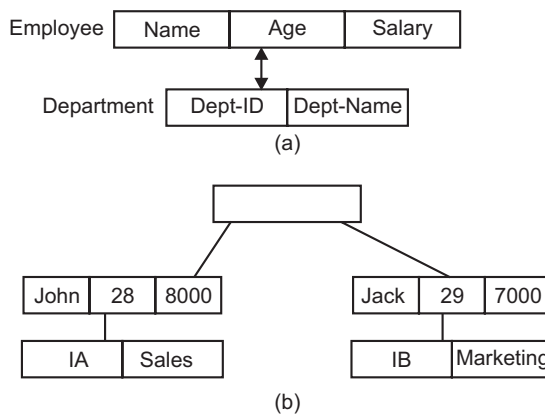 Employee Name Age Salary
Department Dept-ID Dept-Name
(a)
John 28 8000 Jack 29 7000
IA Sales IB Marketing
(b)